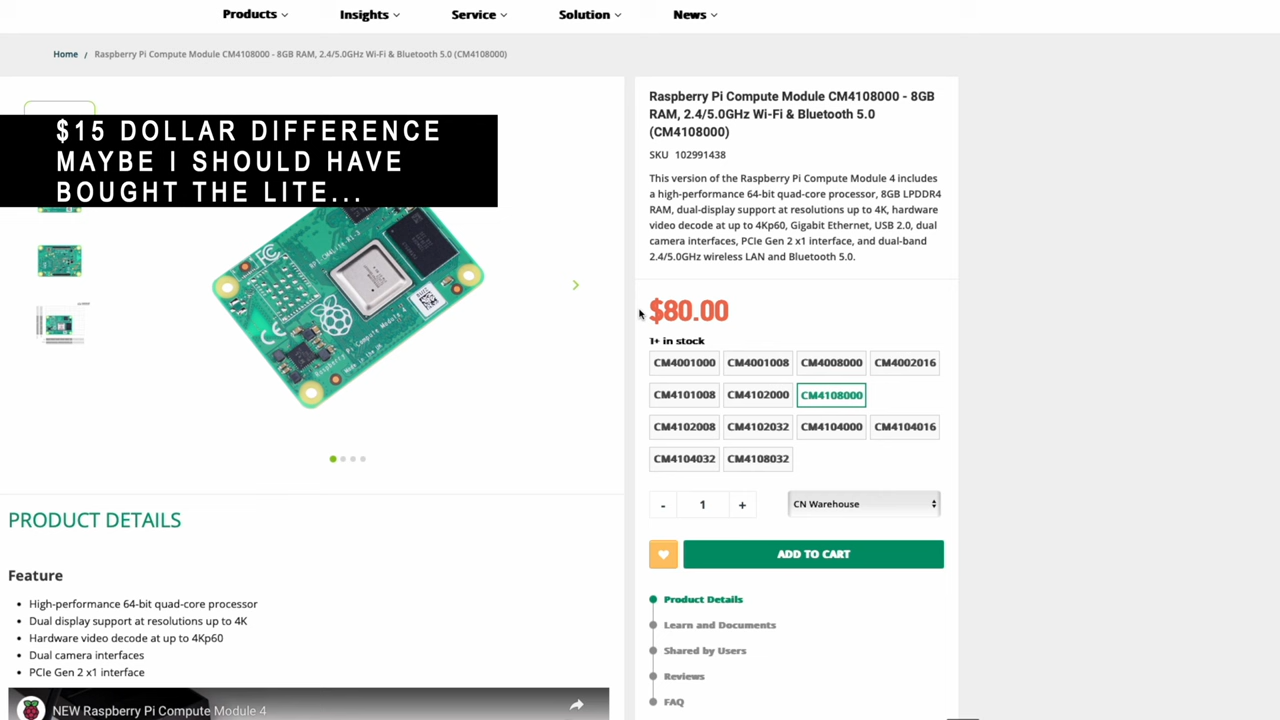 Products
Insights
Service
Solution
News
Home / Raspberry Pi Compute Module CM4108000 - 8GB RAM, 2.4/5.0GHz Wi-Fi & Bluetooth 5.0 (CM4108000)
$15 DOLLAR DIFFERENCE
MAYBE I SHOULD HAVE
BOUGHT THE LITE...
Raspberry Pi Compute Module 4
Raspberry Pi Compute Module CM4108000 - 8GB
RAM, 2.4/5.0GHz Wi-Fi & Bluetooth 5.0
(CM4108000)
SKU 102991438
This version of the Raspberry Pi Compute Module 4 includes
a high-performance 64-bit quad-core processor, 8GB LPDDR4
RAM, dual-display support at resolutions up to 4K, hardware
video decode at up to 4Kp60, Gigabit Ethernet, USB 2.0, dual
camera interfaces, PCIe Gen 2 x1 interface, and dual-band
2.4/5.0GHz wireless LAN and Bluetooth 5.0.
$80.00
1+ in stock
CM4001000 CM4001008 CM4008000 CM4002016
CM4101008 CM4102000 CM4108000
CM4102008 CM4102032 CM4104000 CM4104016
CM4104032 CM4108032
- 1 + CN Warehouse
ADD TO CART
Product Details
Learn and Documents
Shared by Users
Reviews
FAQ
PRODUCT DETAILS
Feature
• High-performance 64-bit quad-core processor
• Dual display support at resolutions up to 4K
• Hardware video decode at up to 4Kp60
• Dual camera interfaces
• PCIe Gen 2 x1 interface
NEW Raspberry Pi Compute Module 4